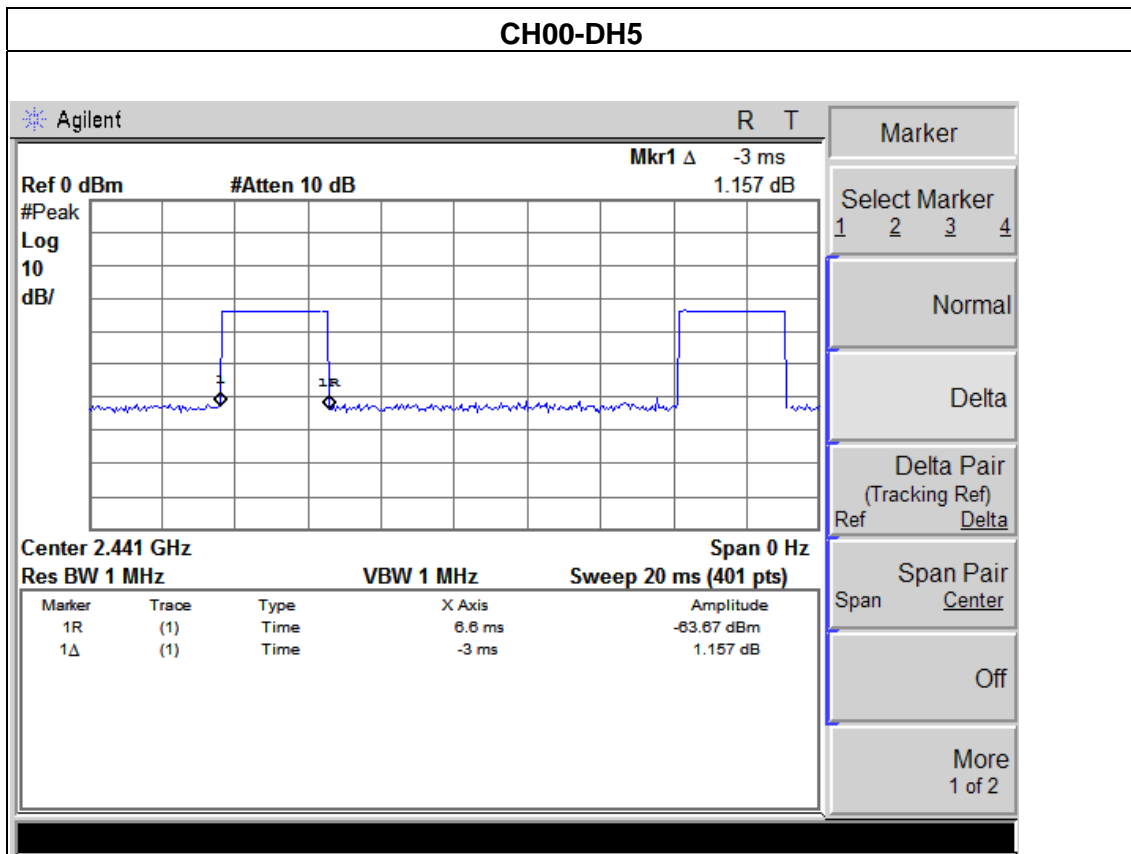 CH00-DH5
Agilent R T
Mkr1 Δ -3 ms
Ref 0 dBm #Atten 10 dB 1.157 dB
#Peak
Log
10
dB/
1 1R
Center 2.441 GHz Span 0 Hz
Res BW 1 MHz VBW 1 MHz Sweep 20 ms (401 pts)
Marker Trace Type X Axis Amplitude
1R (1) Time 6.6 ms -63.67 dBm
1Δ (1) Time -3 ms 1.157 dB
Marker
Select Marker
1 2 3 4
Normal
Delta
Delta Pair
(Tracking Ref)
Ref Delta
Span Pair
Span Center
Off
More
1 of 2